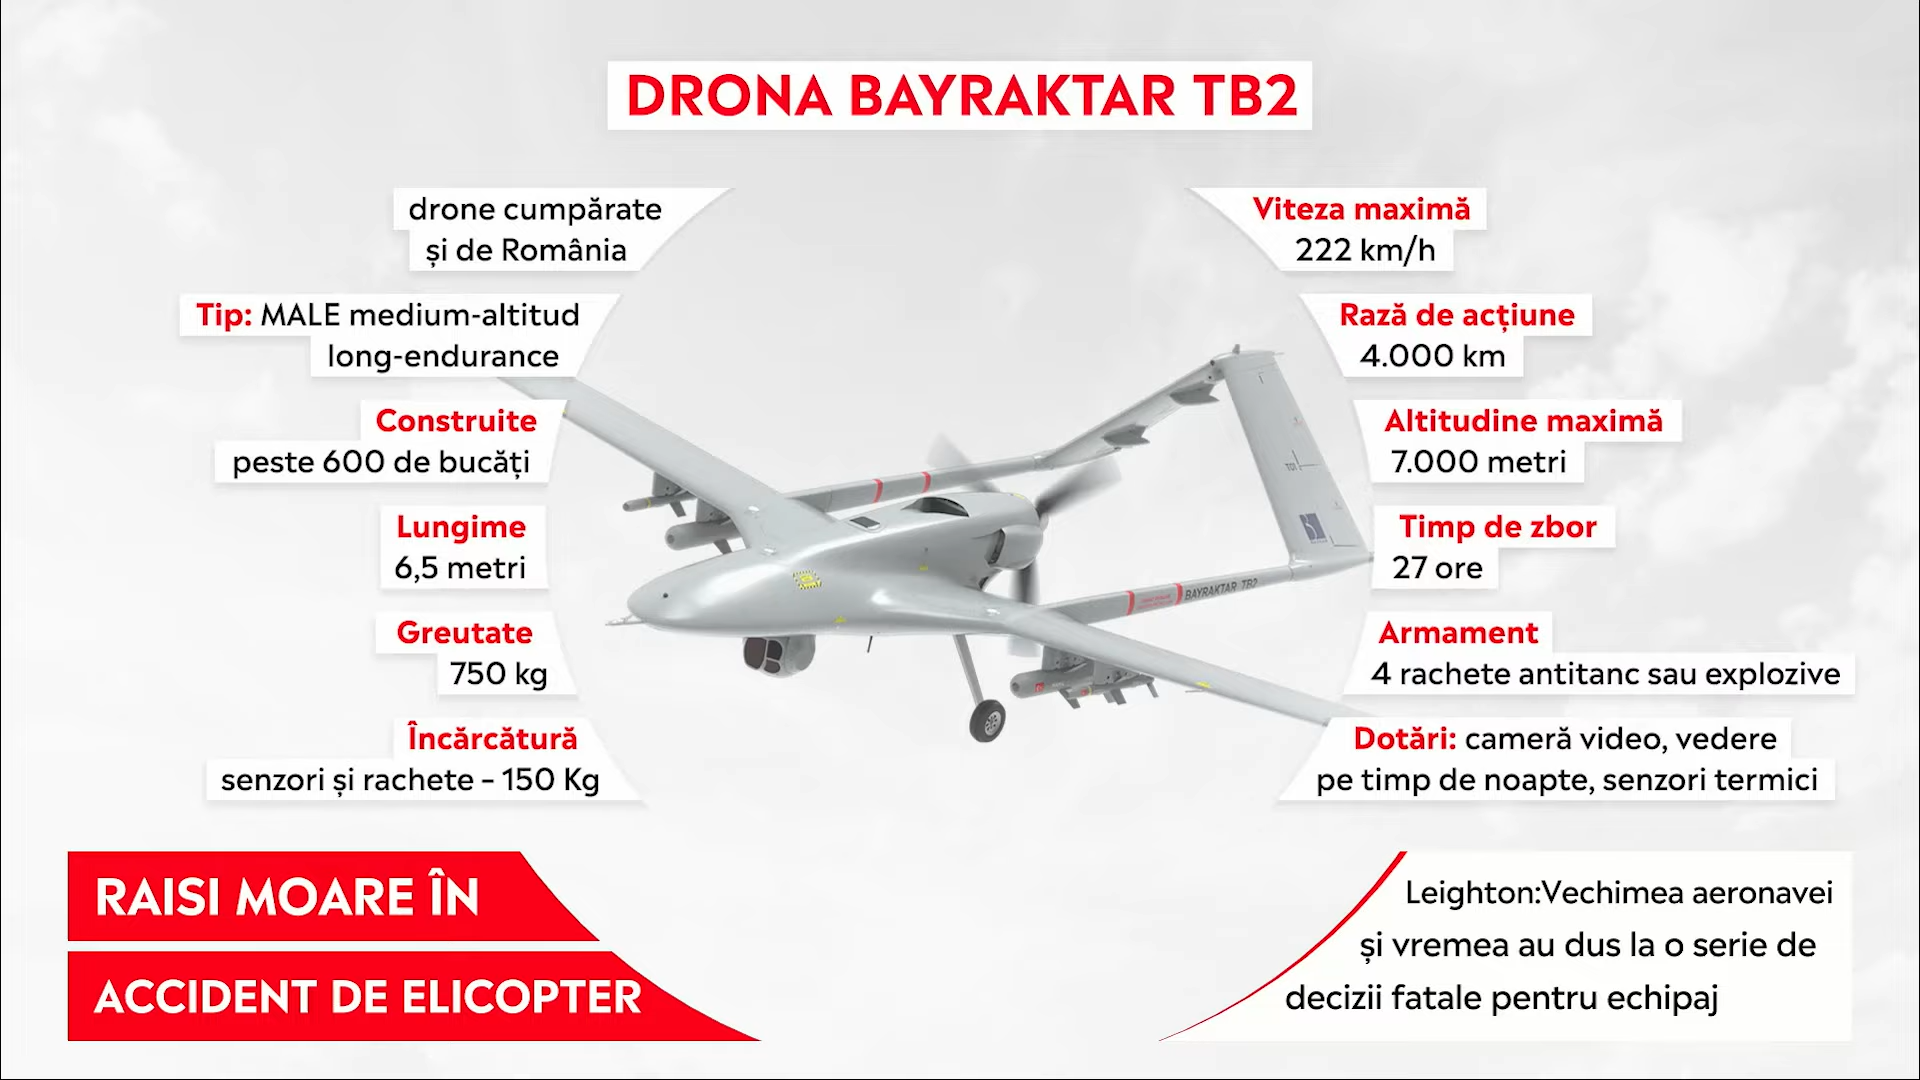 DRONA BAYRAKTAR TB2
drone cumpărate
și de România
Tip: MALE medium-altitud
long-endurance
Construite
peste 600 de bucăți
Lungime
6,5 metri
Greutate
750 kg
Încărcătură
senzori și rachete - 150 Kg
Viteza maximă
222 km/h
Rază de acțiune
4.000 km
Altitudine maximă
7.000 metri
Timp de zbor
27 ore
Armament
4 rachete antitanc sau explozive
Dotări: cameră video, vedere
pe timp de noapte, senzori termici
BAYRAKTAR TB2
RAISI MOARE ÎN
ACCIDENT DE ELICOPTER
Leighton:Vechimea aeronavei
și vremea au dus la o serie de
decizii fatale pentru echipaj